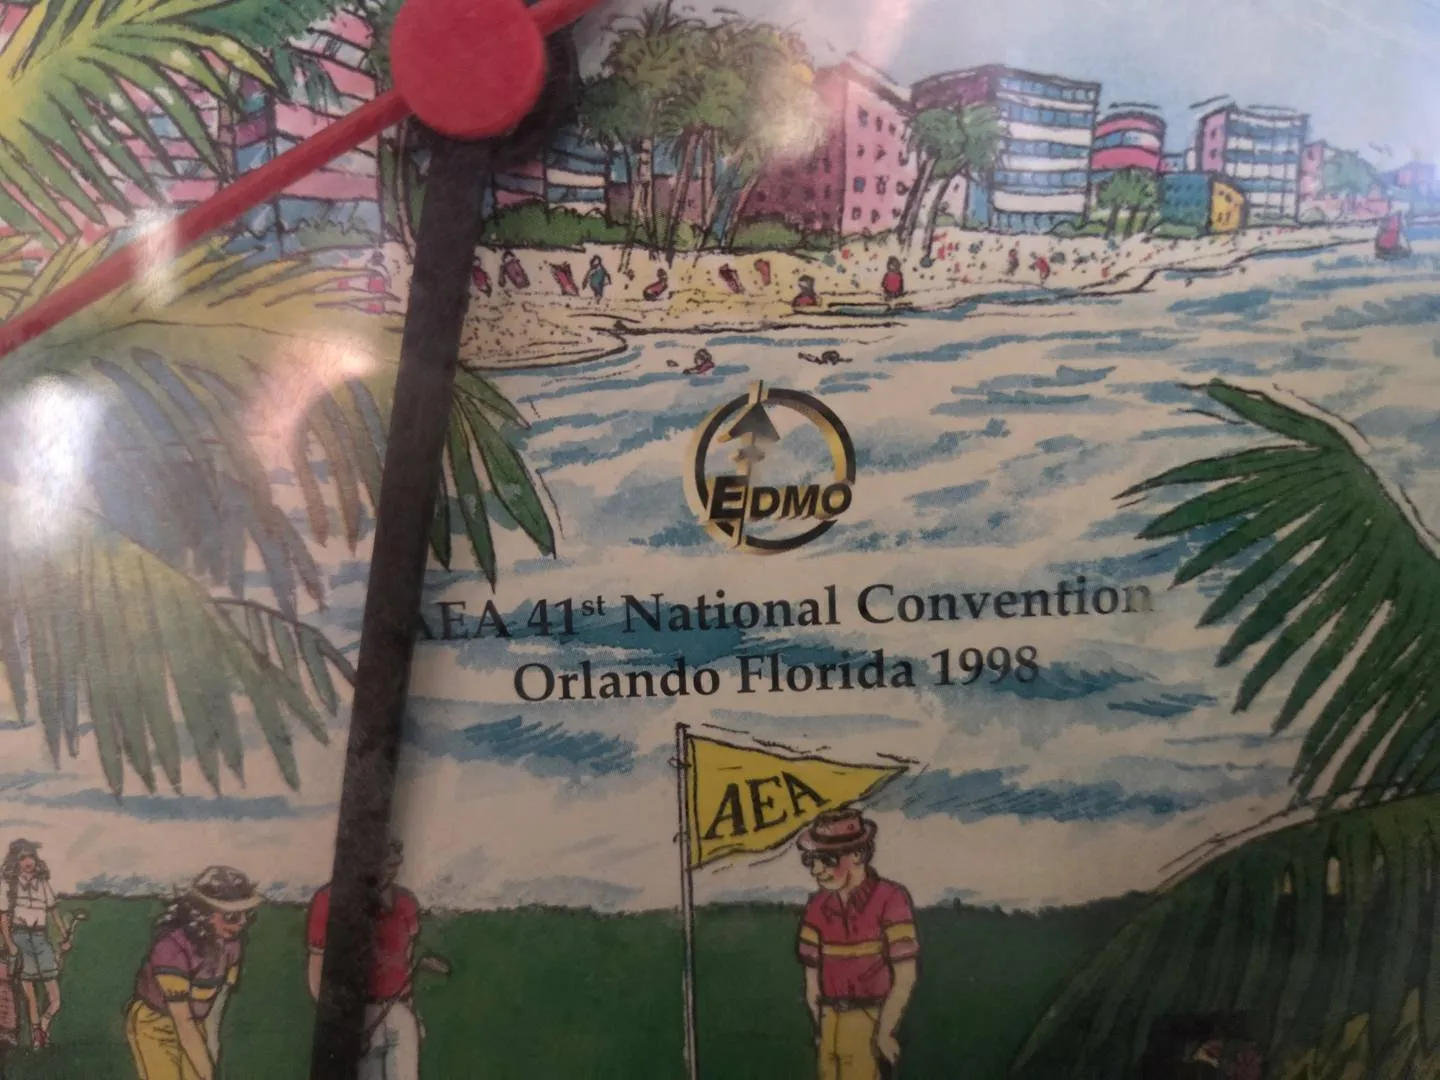 EDMO
AEA 41st National Convention
Orlando Florida 1998
AEA